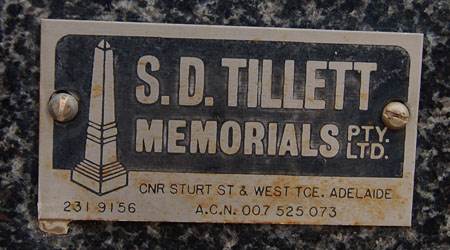 S. D. TILLETT
MEMORIALS PTY. LTD.
CNR STURT ST & WEST TCE, ADELAIDE
231 9156 A.C.N. 007 525 073